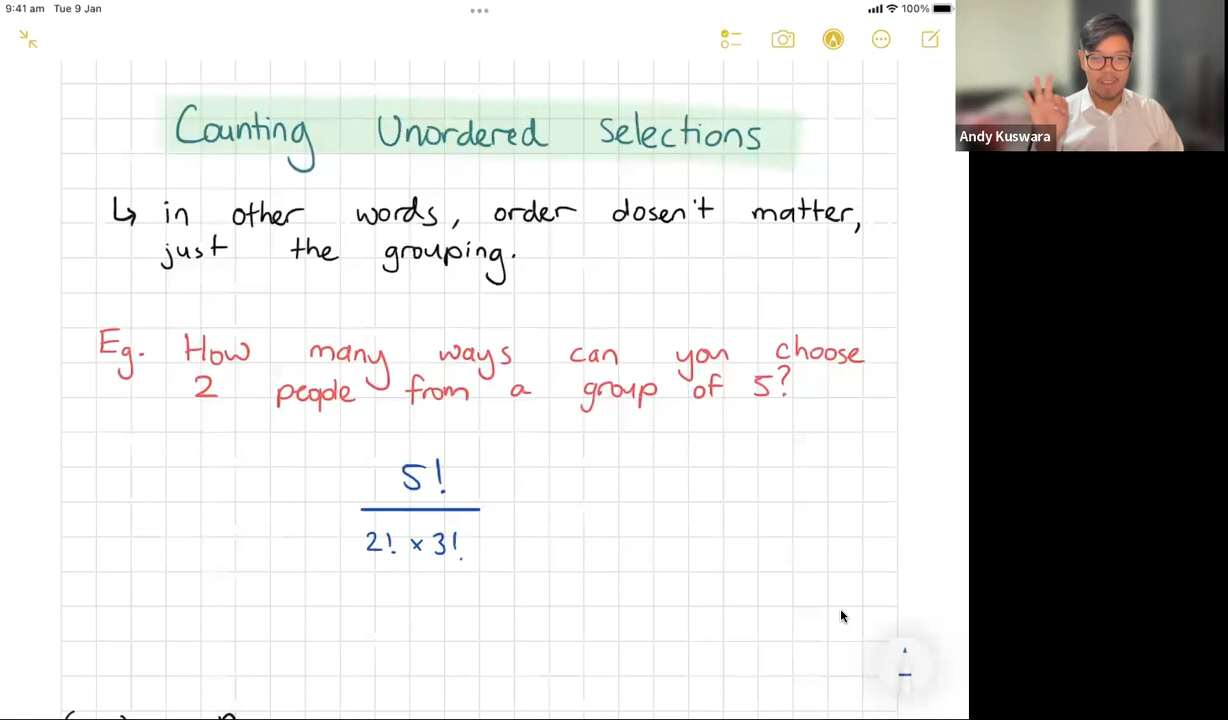 9:41 am Tue 9 Jan
100%
Andy Kuswara
Counting Unordered Selections
↳ in other words, order dosen't matter,
just the grouping.
Eg. How many ways can you choose
2 people from a group of 5?
5!
2! × 3!